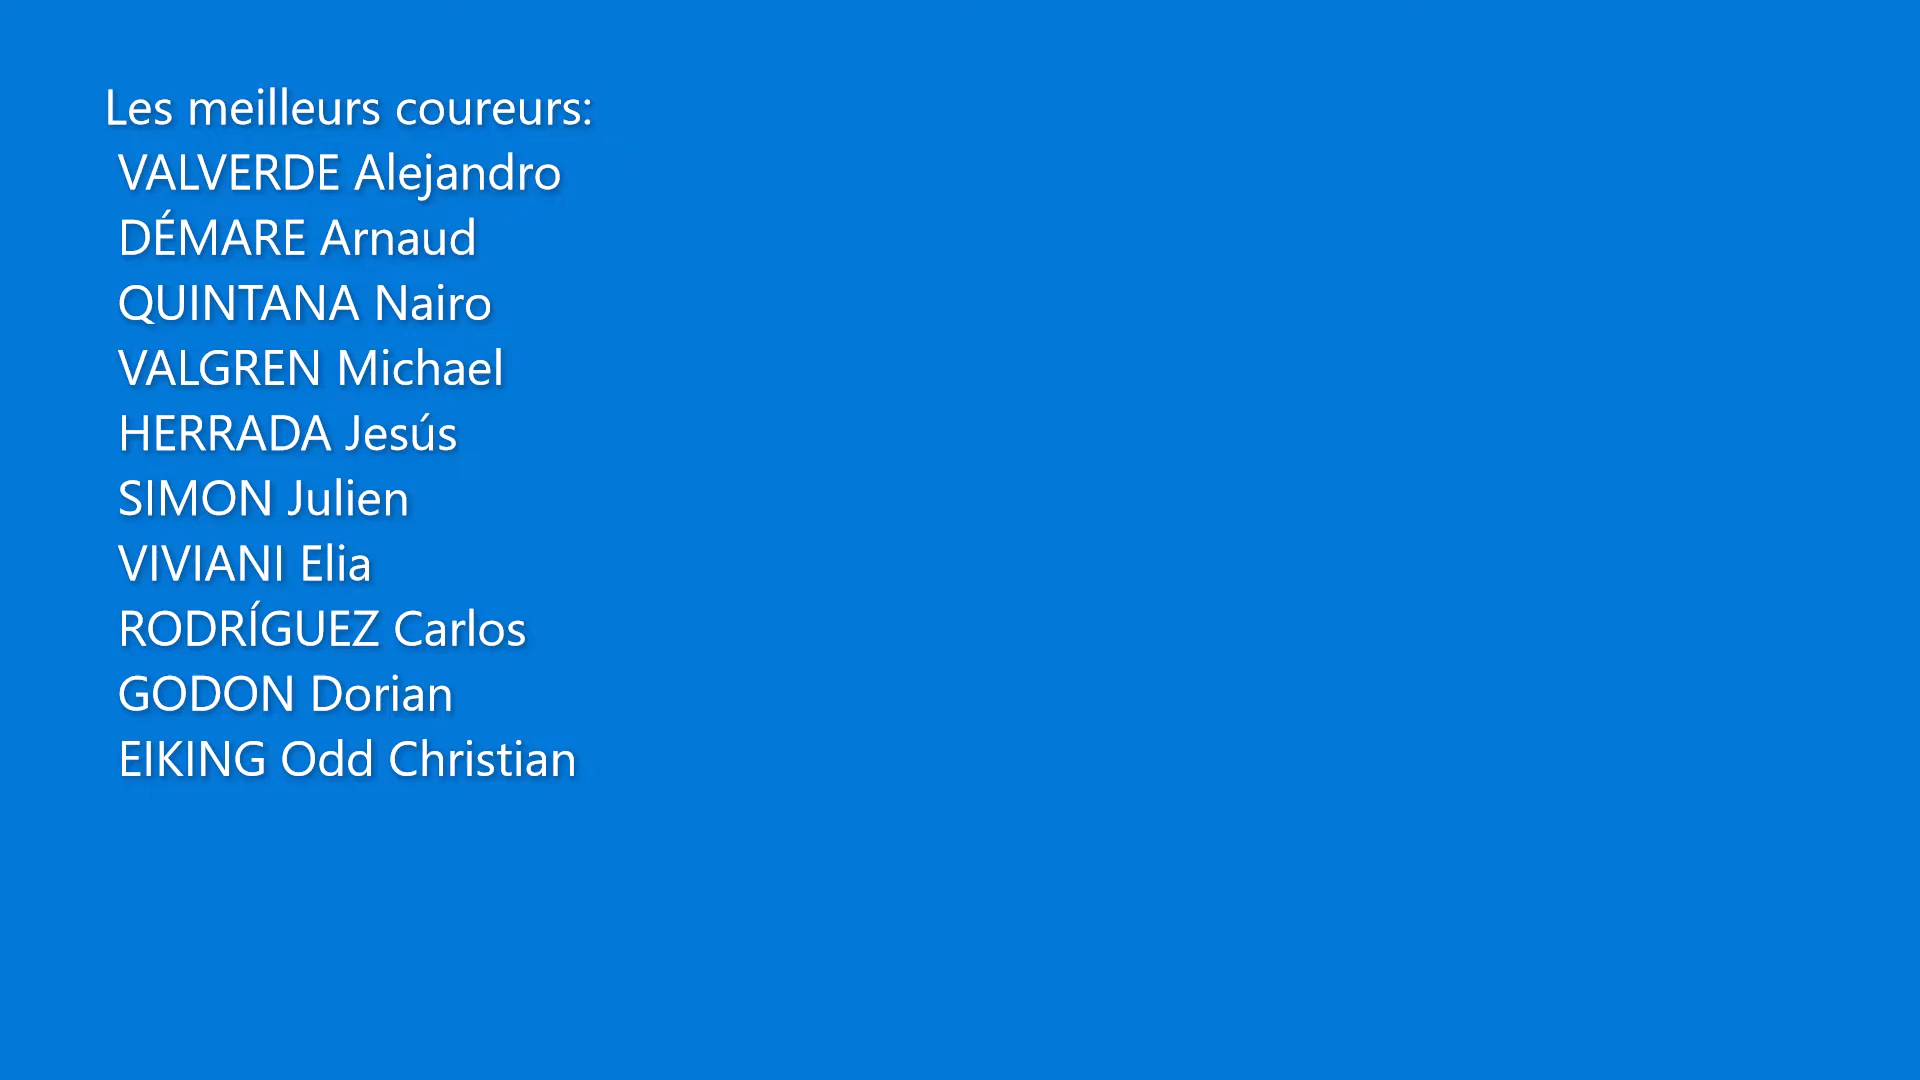 Les meilleurs coureurs:
VALVERDE Alejandro
DÉMARE Arnaud
QUINTANA Nairo
VALGREN Michael
HERRADA Jesús
SIMON Julien
VIVIANI Elia
RODRÍGUEZ Carlos
GODON Dorian
EIKING Odd Christian